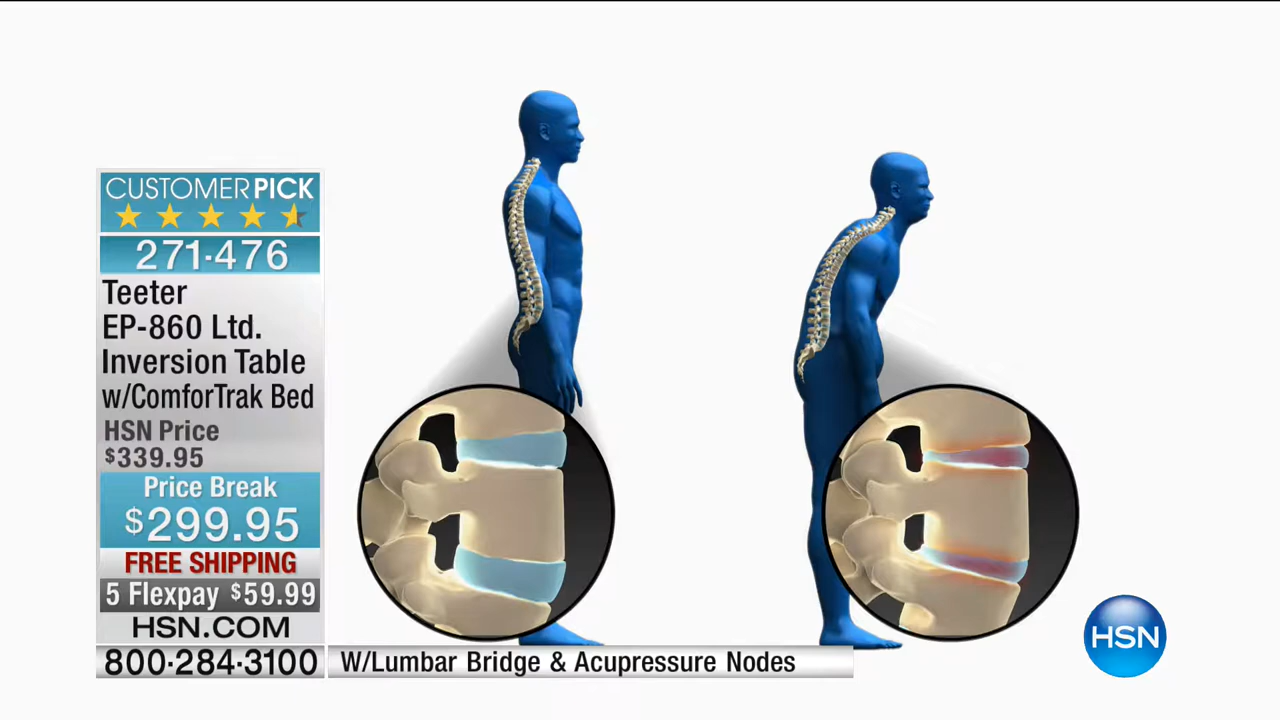 CUSTOMER PICK
271·476
Teeter
EP-860 Ltd.
Inversion Table
w/ComforTrak Bed
HSN Price
$339.95
Price Break
$299.95
FREE SHIPPING
5 Flexpay $59.99
HSN.COM
800·284·3100
W/Lumbar Bridge & Acupressure Nodes
HSN